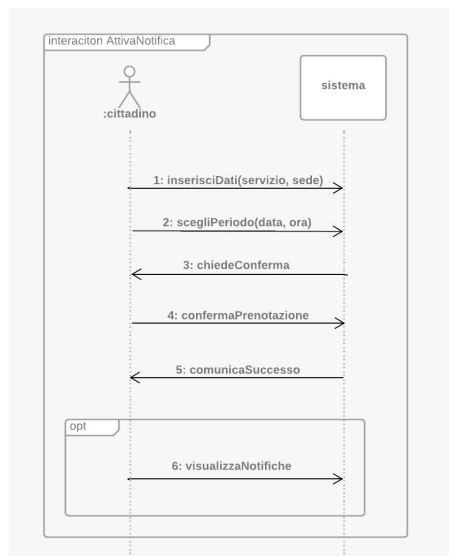 interaciton AttivaNotifica
sistema
:cittadino
1: inserisciDati(servizio, sede)
2: scegliPeriodo(data, ora)
3: chiedeConferma
4: confermaPrenotazione
5: comunicaSuccesso
opt
6: visualizzaNotifiche